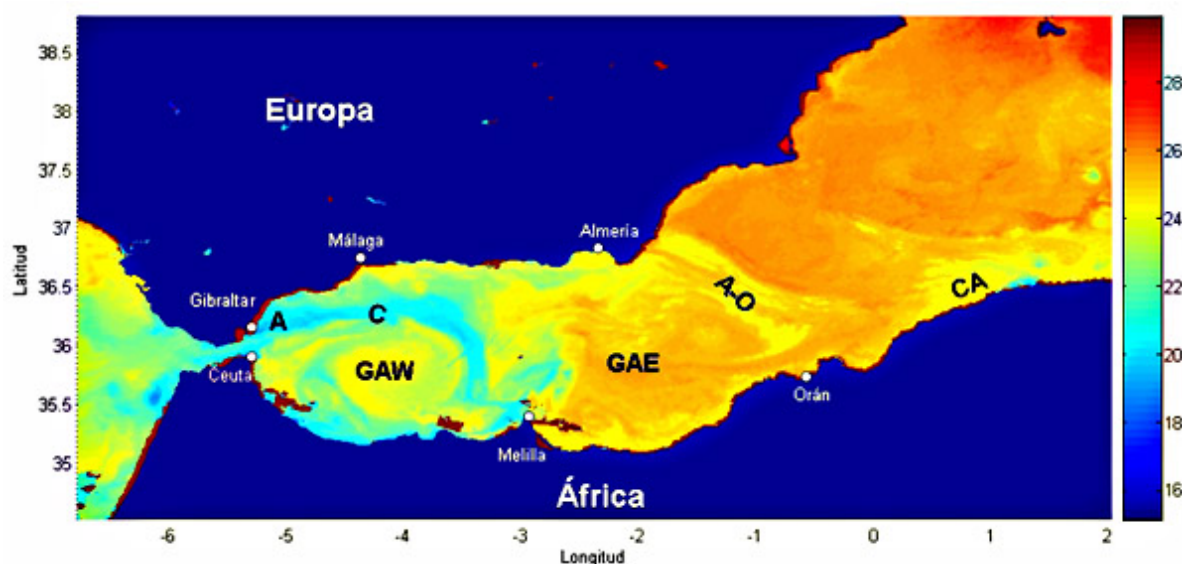 38.5
38
37.5
37
36.5
36
35.5
35
Latitud
Europa
Málaga
Almería
Gibraltar
A
C
A-O
CA
GAW
GAE
Ceuta
Orán
Melilla
África
-6
-5
-4
-3
-2
-1
0
1
2
Longitud
28
26
24
22
20
18
16